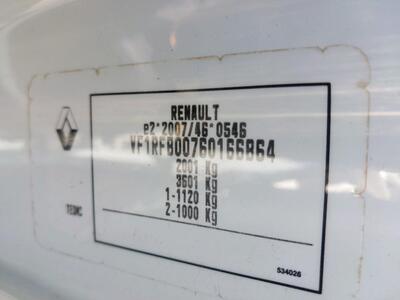 RENAULT
e2*2007/46*0546
VF1RFB00760166864
2001 Kg
3601 Kg
1-1120 Kg
2-1000 Kg
534026